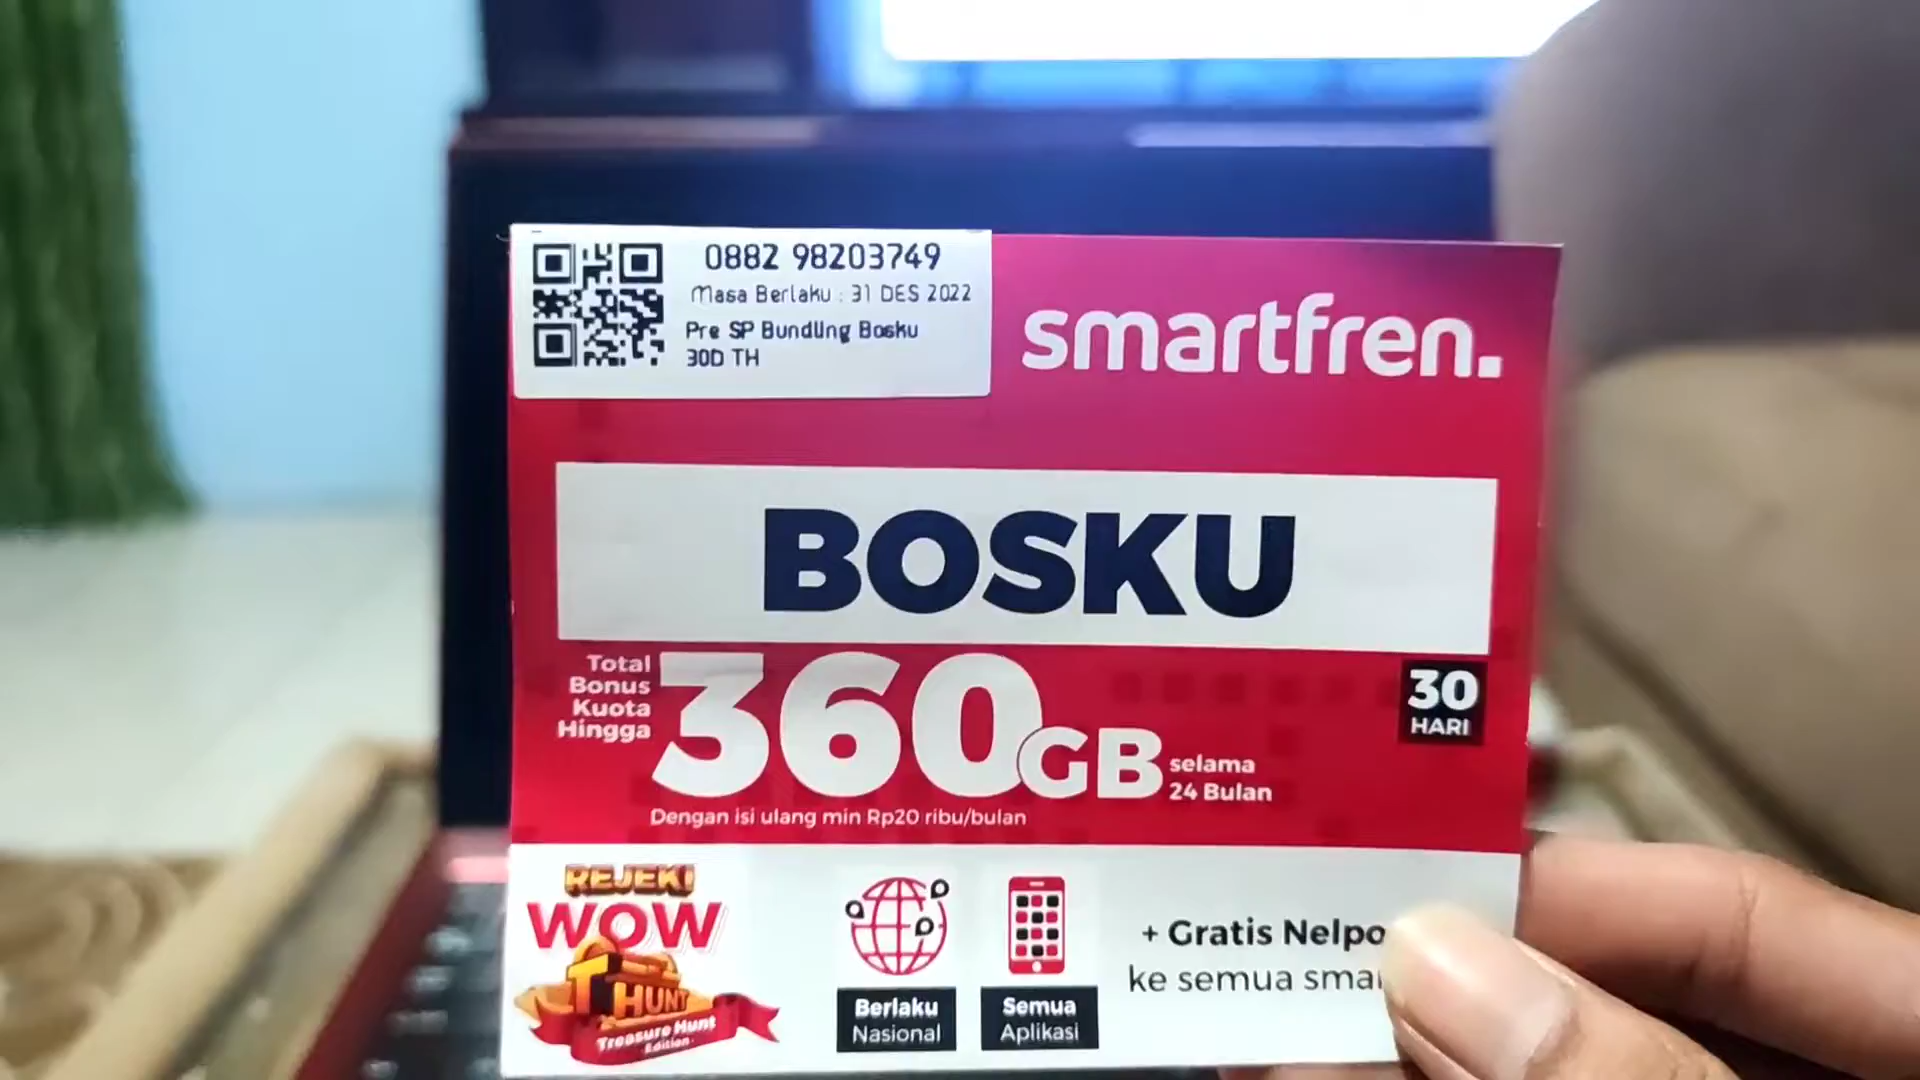 0882 98203749
Masa Berlaku : 31 DES 2022
Pre SP Bundling Bosku
30D TH
smartfren.
BOSKU
Total
Bonus
Kuota
Hingga
360GB
selama
24 Bulan
30
HARI
Dengan isi ulang min Rp20 ribu/bulan
REJEKI
WOW
HUNT
Treasure Hunt
Edition
Berlaku
Nasional
Semua
Aplikasi
+ Gratis Nelpo
ke semua smar